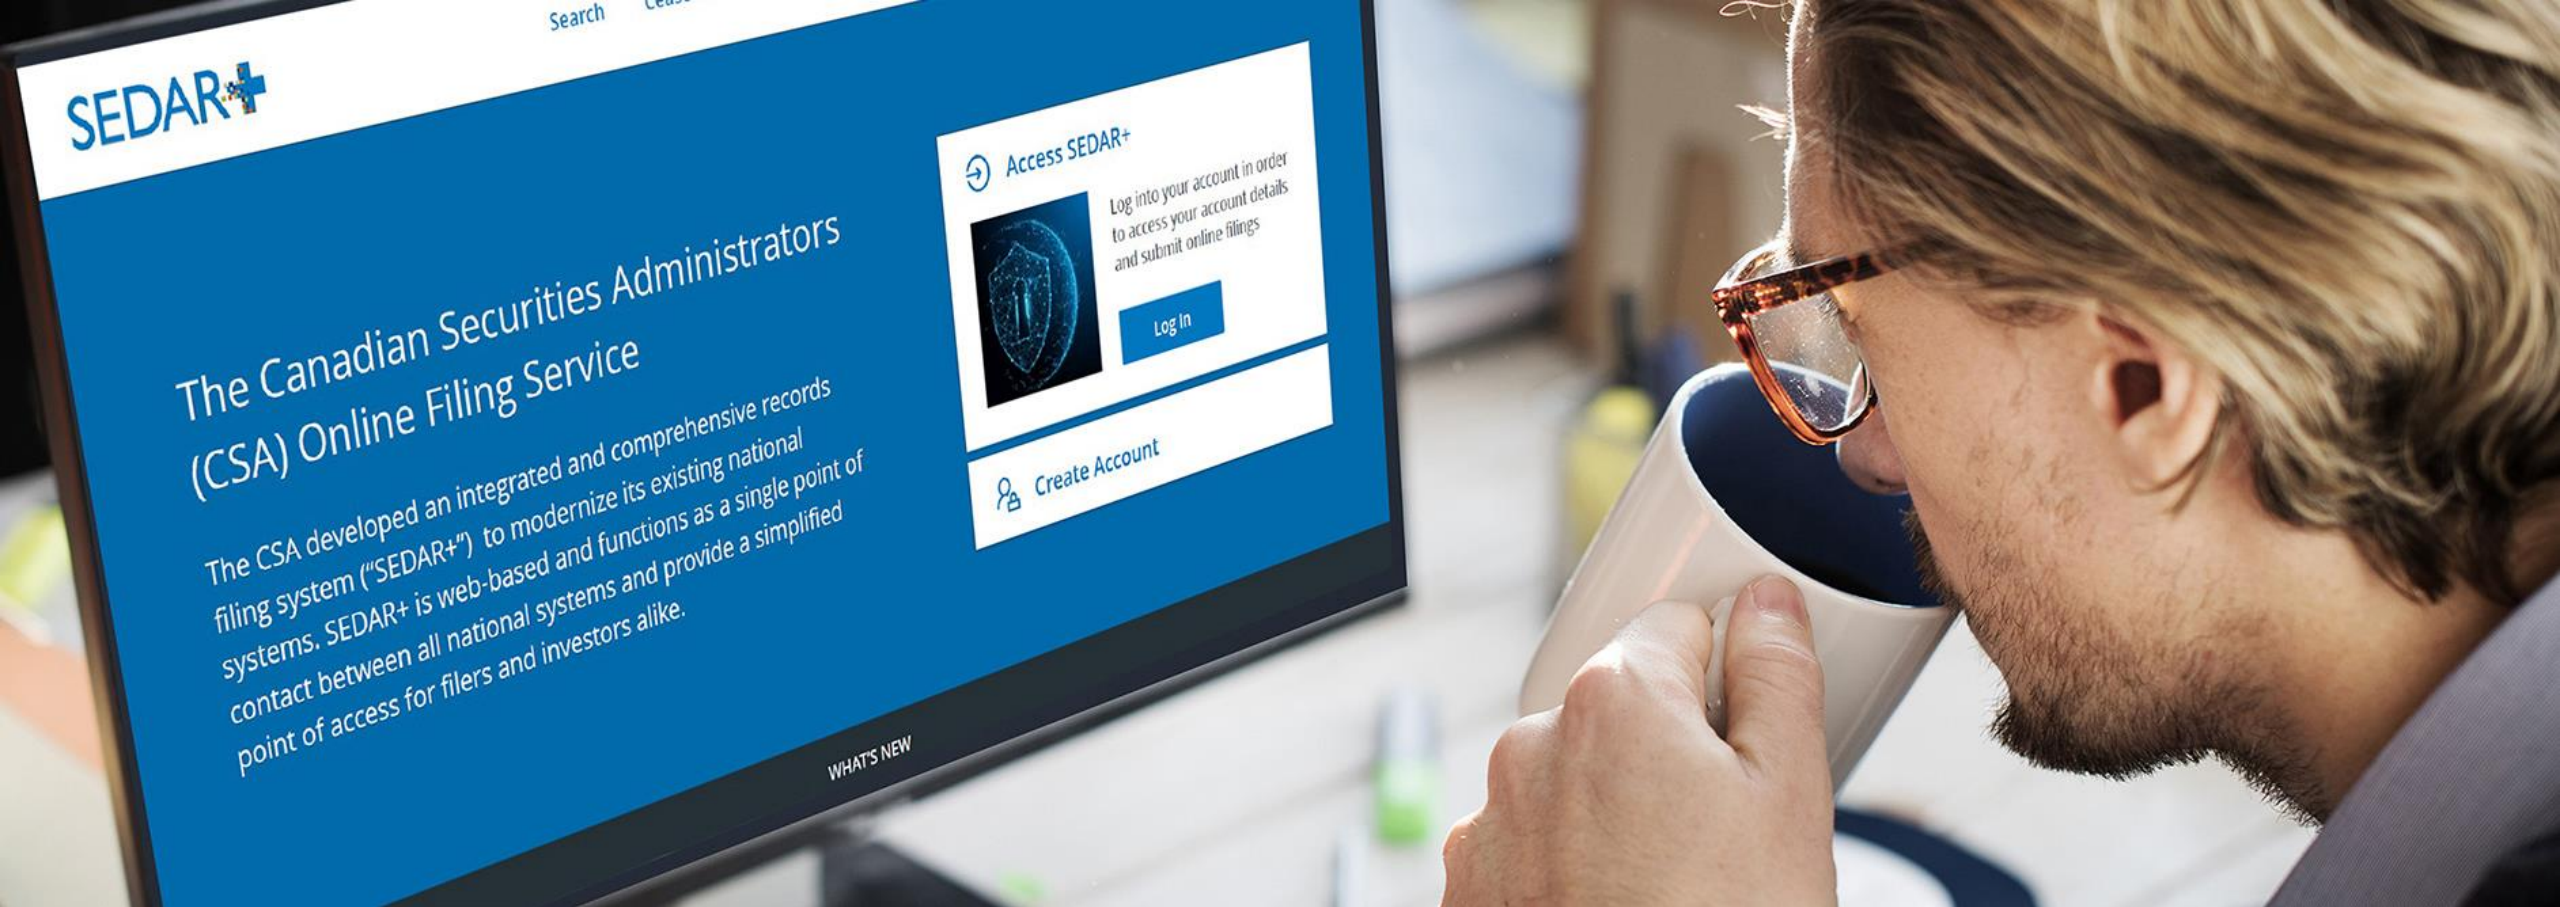 Search
SEDAR+
The Canadian Securities Administrators
(CSA) Online Filing Service
The CSA developed an integrated and comprehensive records
filing system (“SEDAR+”) to modernize its existing national
systems. SEDAR+ is web-based and functions as a single point of
contact between all national systems and provide a simplified
point of access for filers and investors alike.
Access SEDAR+
Log into your account in order
to access your account details
and submit online filings
Log In
Create Account
WHAT'S NEW